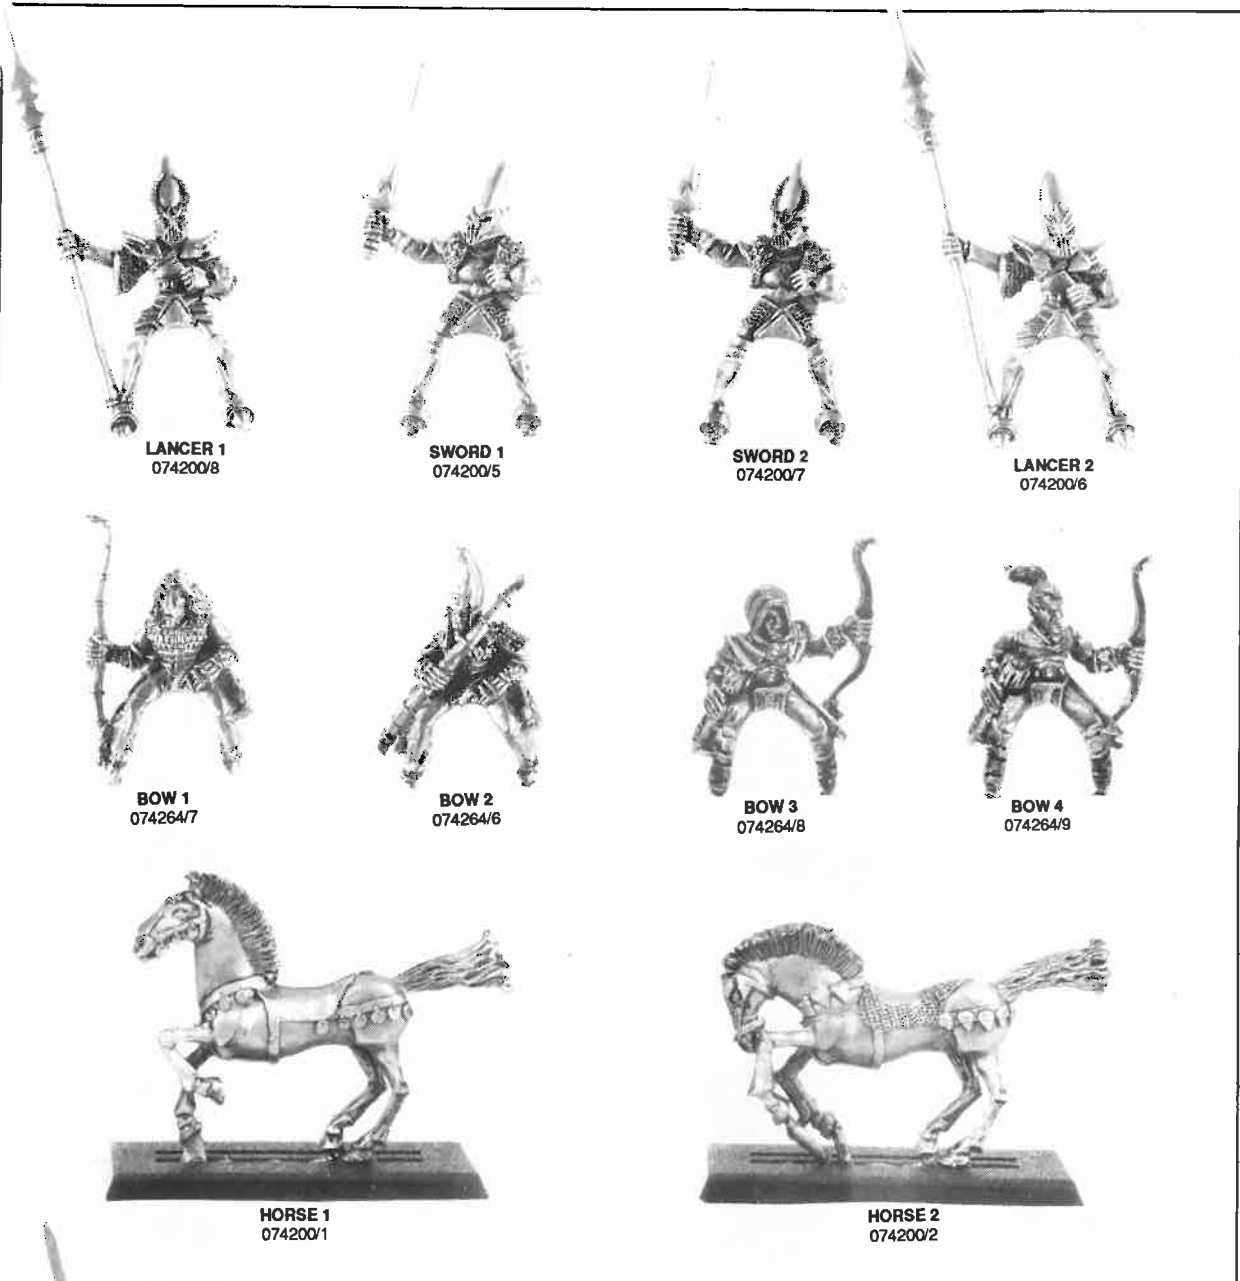 LANCER 1
074200/8
SWORD 1
074200/5
SWORD 2
074200/7
LANCER 2
074200/6
BOW 1
074264/7
BOW 2
074264/6
BOW 3
074264/8
BOW 4
074264/9
HORSE 1
074200/1
HORSE 2
074200/2